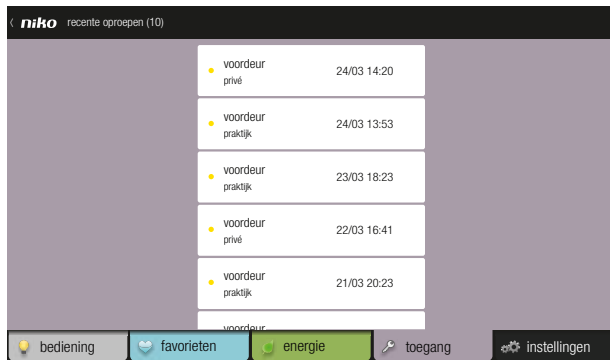 niko recente oproepen (10)
voordeur 24/03 14:20
privé
voordeur 24/03 13:53
praktijk
voordeur 23/03 18:23
praktijk
voordeur 22/03 16:41
privé
voordeur 21/03 20:23
praktijk
voordeur
bediening favorieten energie toegang instellingen